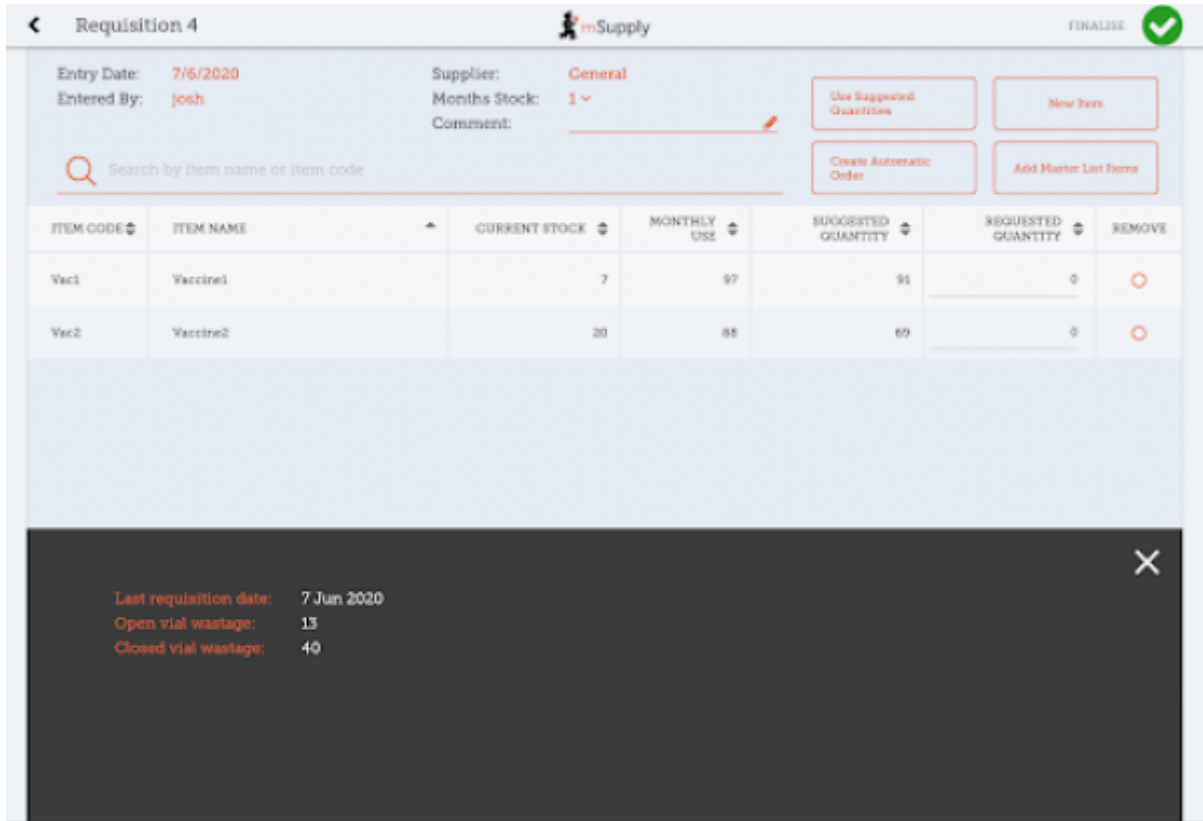 Requisition 4
mSupply
FINALISE
Entry Date: 7/6/2020
Entered By: josh
Supplier: General
Months Stock: 1
Comment:
Use Suggested
Quantities
New Item
Create Automatic
Order
Add Master List Items
Search by item name or item code
ITEM CODE ITEM NAME CURRENT STOCK MONTHLY USE SUGGESTED QUANTITY REQUESTED QUANTITY REMOVE
Vac1 Vaccine1 7 97 91 0
Vac2 Vaccine2 20 88 69 0
Last requisition date: 7 Jun 2020
Open vial wastage: 13
Closed vial wastage: 40